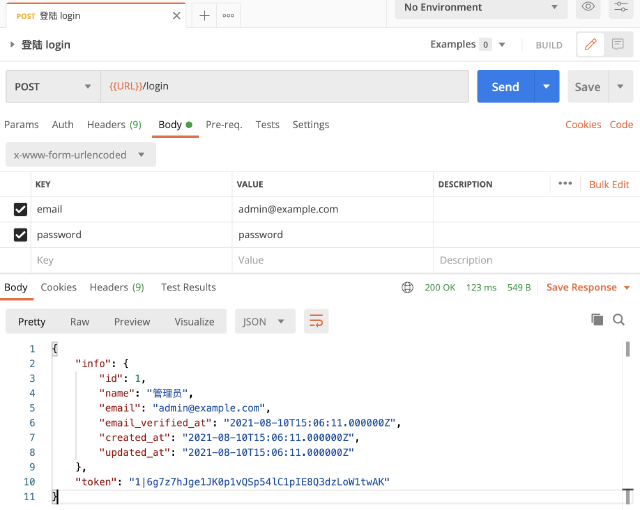 POST 登陆 login
No Environment
登陆 login
Examples 0
BUILD
POST
{{URL}}/login
Send
Save
Params Auth Headers (9) Body Pre-req. Tests Settings
Cookies Code
x-www-form-urlencoded
KEY VALUE DESCRIPTION
Bulk Edit
email admin@example.com
password password
Key Value Description
Body Cookies Headers (9) Test Results
200 OK 123 ms 549 B Save Response
Pretty Raw Preview Visualize JSON
1 {
2 "info": {
3 "id": 1,
4 "name": "管理员",
5 "email": "admin@example.com",
6 "email_verified_at": "2021-08-10T15:06:11.000000Z",
7 "created_at": "2021-08-10T15:06:11.000000Z",
8 "updated_at": "2021-08-10T15:06:11.000000Z"
9 },
10 "token": "1|6g7z7hJge1JK0p1vQSp54lC1pIE8Q3dzLoW1twAK"
11 }